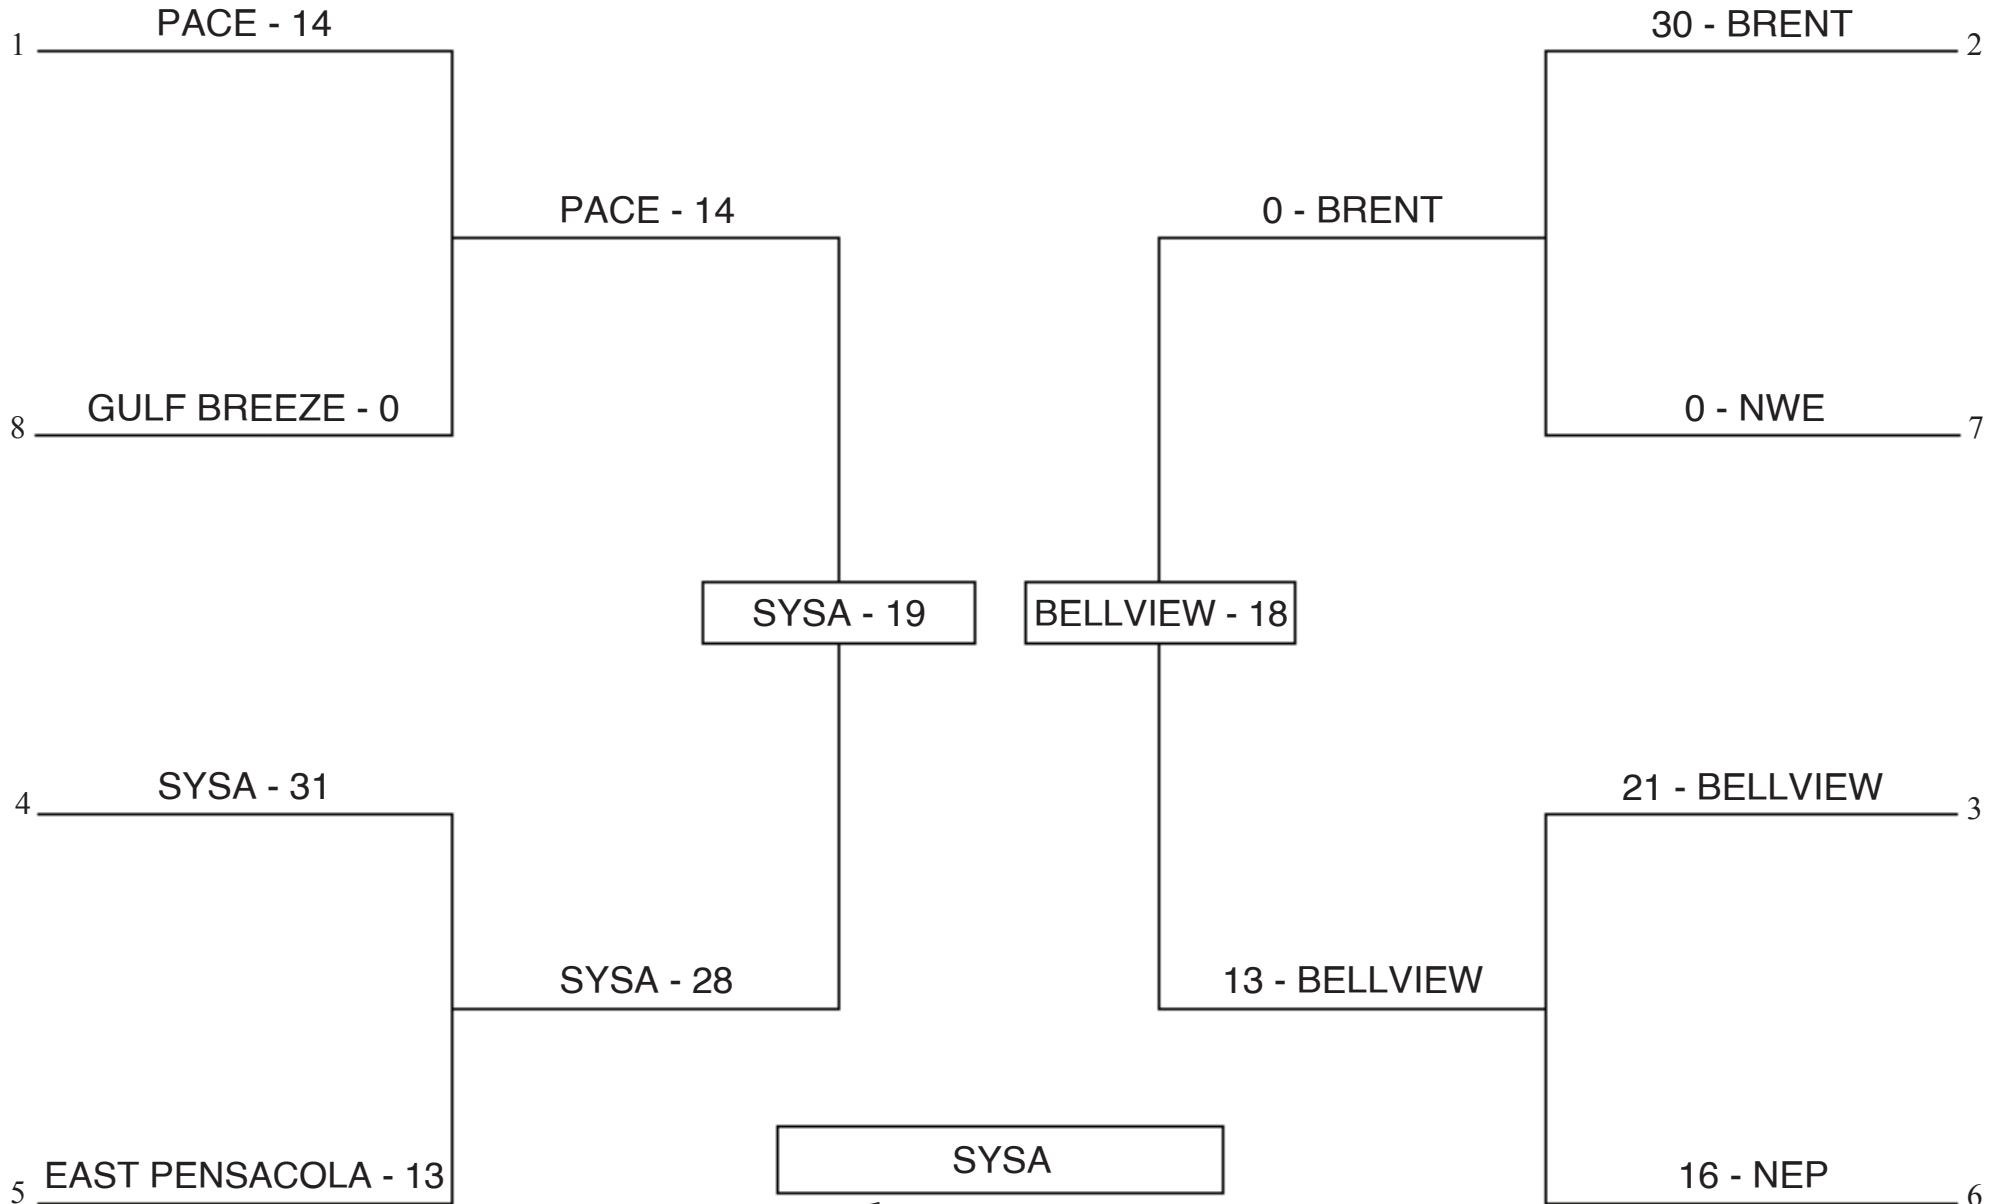 PACE - 14
30 - BRENT
1
2
PACE - 14
0 - BRENT
GULF BREEZE - 0
0 - NWE
8
7
SYSA - 19
BELLVIEW - 18
SYSA - 31
21 - BELLVIEW
4
3
SYSA - 28
13 - BELLVIEW
SYSA
EAST PENSACOLA - 13
16 - NEP
5
6